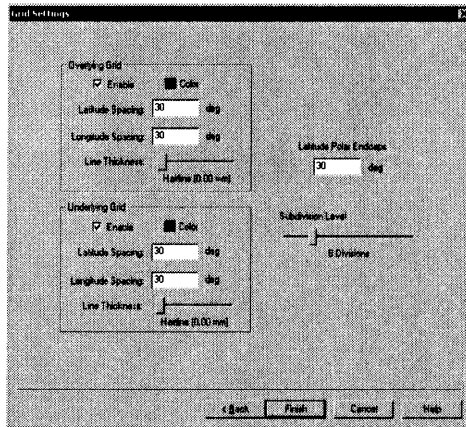 Grid Settings
Overlying Grid
Enable Color
Latitude Spacing: 30 deg
Longitude Spacing: 30 deg
Line Thickness:
Hairline (0.00 mm)
Latitude Polar Endcaps
30 deg
Underlying Grid
Enable Color
Latitude Spacing: 30 deg
Longitude Spacing: 30 deg
Line Thickness:
Hairline (0.00 mm)
Subdivision Level
Divisions
< Back Finish Cancel Help